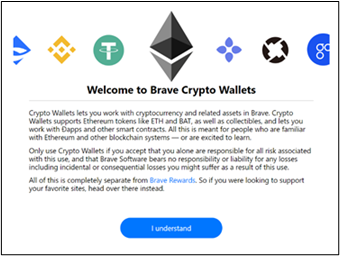 Welcome to Brave Crypto Wallets
Crypto Wallets lets you work with cryptocurrency and related assets in Brave. Crypto
Wallets supports Ethereum tokens like ETH and BAT, as well as collectibles, and lets you
work with Ðapps and other smart contracts. All this is meant for people who are familiar
with Ethereum and other blockchain systems — or are excited to learn.
Only use Crypto Wallets if you accept that you alone are responsible for all risk associated
with this use, and that Brave Software bears no responsibility or liability for any losses
including incidental or consequential losses you might suffer as a result of this use.
All of this is completely separate from Brave Rewards. So if you were looking to support
your favorite sites, head over there instead.
I understand